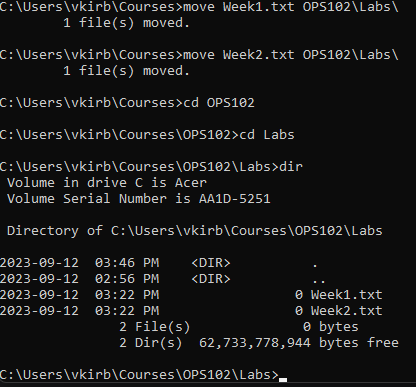 C:\Users\vkirb\Courses>move Week1.txt OPS102\Labs\
        1 file(s) moved.
C:\Users\vkirb\Courses>move Week2.txt OPS102\Labs\
        1 file(s) moved.
C:\Users\vkirb\Courses>cd OPS102
C:\Users\vkirb\Courses\OPS102>cd Labs
C:\Users\vkirb\Courses\OPS102\Labs>dir
 Volume in drive C is Acer
 Volume Serial Number is AA1D-5251
 Directory of C:\Users\vkirb\Courses\OPS102\Labs
2023-09-12  03:46 PM    <DIR>          .
2023-09-12  02:56 PM    <DIR>          ..
2023-09-12  03:22 PM                 0 Week1.txt
2023-09-12  03:22 PM                 0 Week2.txt
               2 File(s)              0 bytes
               2 Dir(s)  62,733,778,944 bytes free
C:\Users\vkirb\Courses\OPS102\Labs>